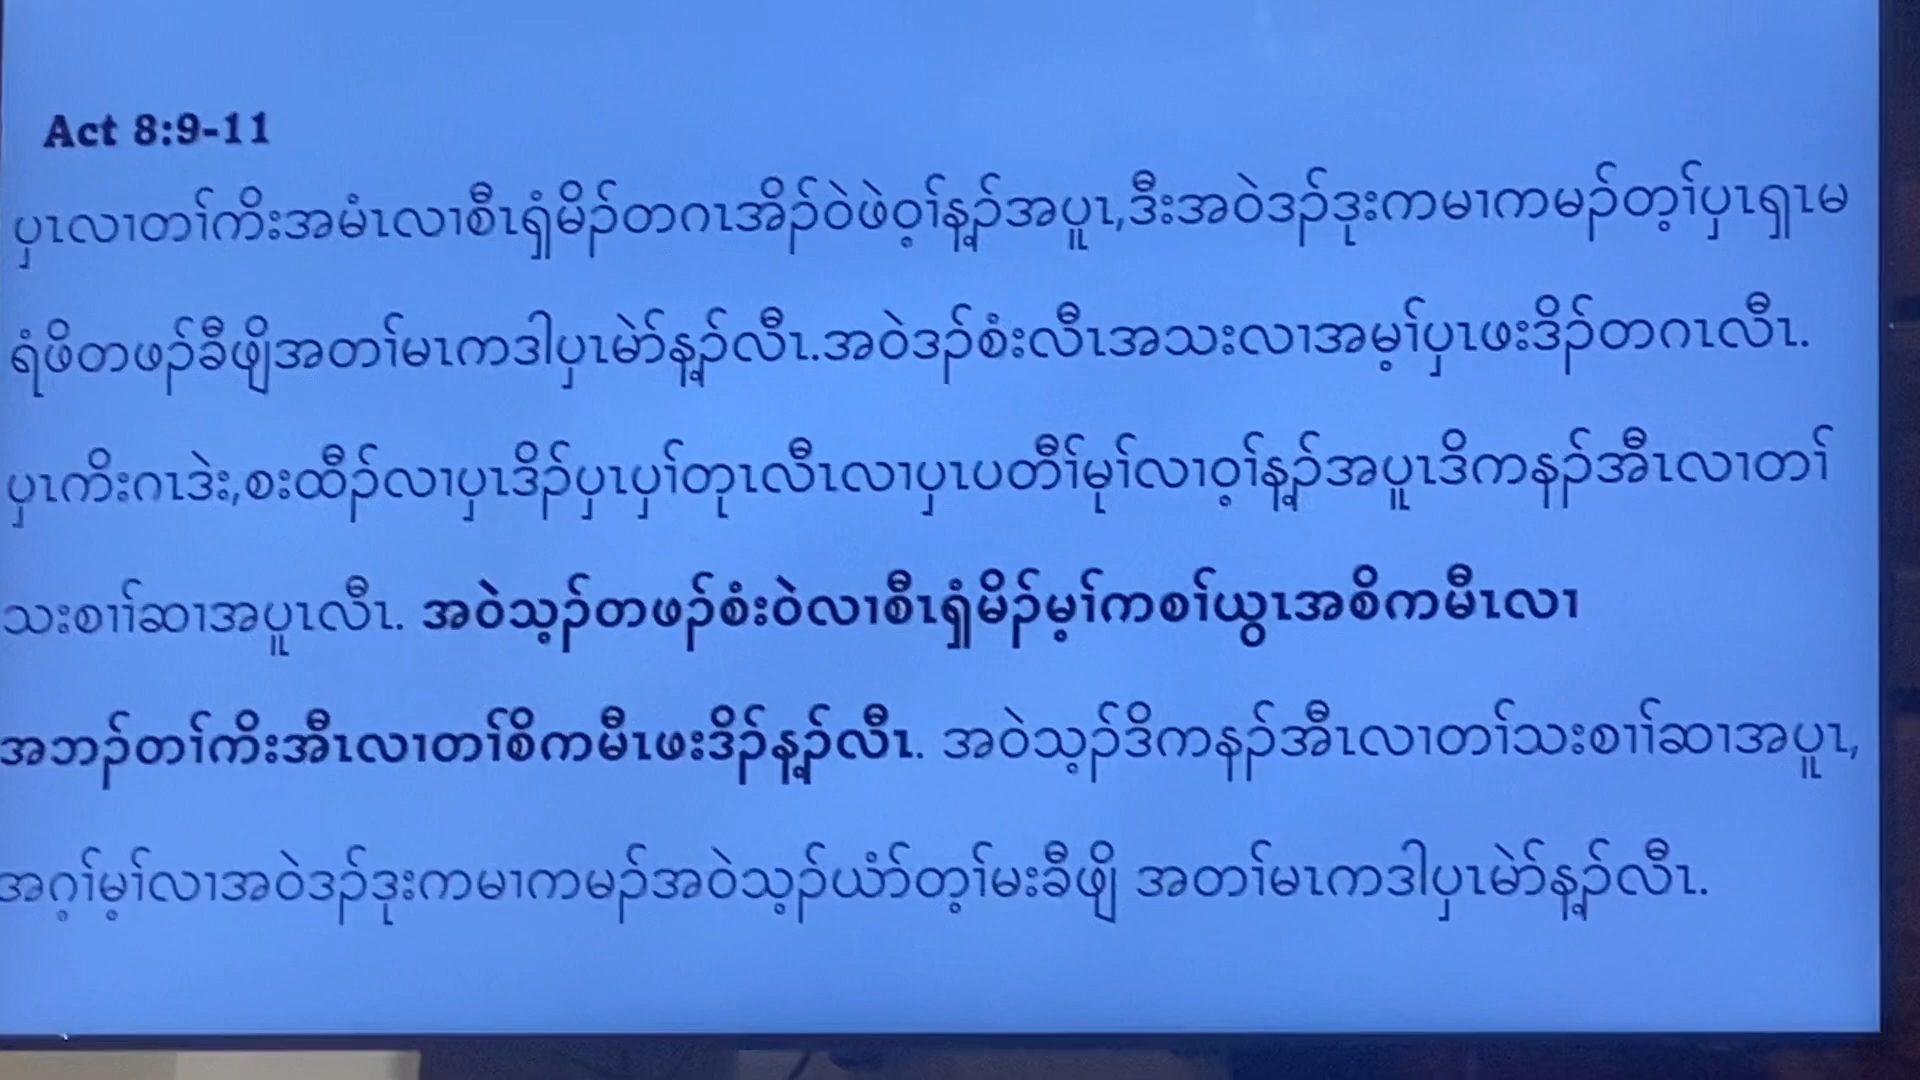 Act 8:9-11
ပှၤလၢတၢ်ကိးအမံၤလၢစီၤရှံမိၣ်တဂၤအိၣ်ဝဲဖဲဝ့ၢ်န့ၣ်အပူၤ,ဒီးအဝဲဒၣ်ဒုးကမၢကမၣ်တ့ၢ်ပှၤရှၤမ
ရံဖိတဖၣ်ခီဖျိအတၢ်မၤကဒါပှၤမဲာ်န့ၣ်လီၤ.အဝဲဒၣ်စံးလီၤအသးလၢအမ့ၢ်ပှၤဖးဒိၣ်တဂၤလီၤ.
ပှၤကိးဂၤဒဲး,စးထီၣ်လၢပှၤဒိၣ်ပှၤပှၢ်တုၤလီၤလၢပှၤပတီၢ်မုၢ်လၢဝ့ၢ်န့ၣ်အပူၤဒိကနၣ်အီၤလၢတၢ်
သးစၢၢ်ဆၢအပူၤလီၤ. အဝဲသ့ၣ်တဖၣ်စံးဝဲလၢစီၤရှံမိၣ်မ့ၢ်ကစၢ်ယွၤအစိကမီၤလၢ
အဘၣ်တၢ်ကိးအီၤလၢတၢ်စိကမီၤဖးဒိၣ်န့ၣ်လီၤ. အဝဲသ့ၣ်ဒိကနၣ်အီၤလၢတၢ်သးစၢၢ်ဆၢအပူၤ,
အဂ့ၢ်မ့ၢ်လၢအဝဲဒၣ်ဒုးကမၢကမၣ်အဝဲသ့ၣ်ယံာ်တ့ၢ်မးခီဖျိ အတၢ်မၤကဒါပှၤမဲာ်န့ၣ်လီၤ.